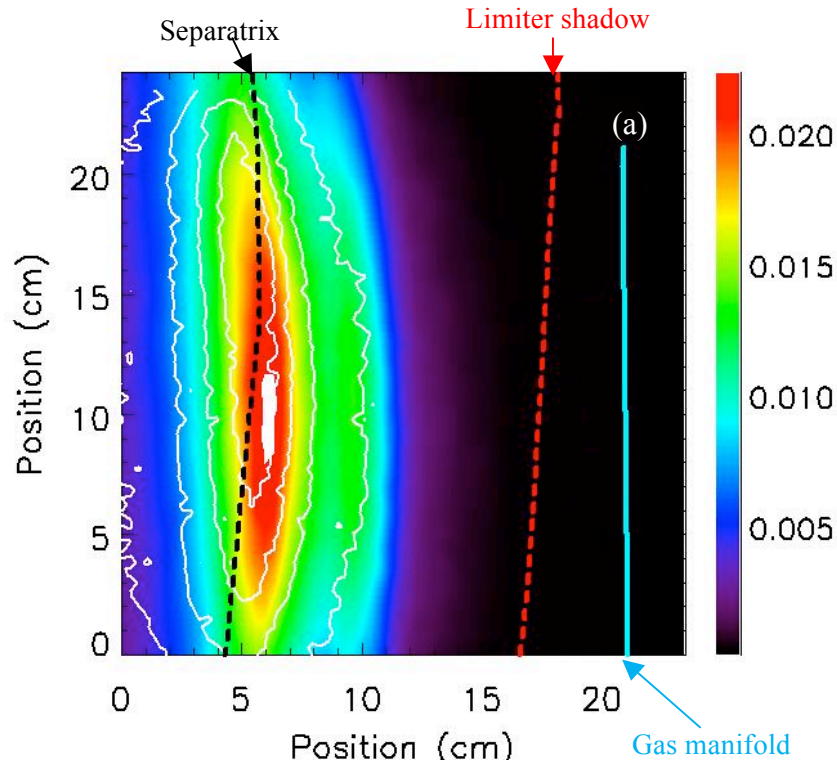 Limiter shadow
Separatrix
(a)
20
15
10
5
0
Position (cm)
0 5 10 15 20
Position (cm)
0.020
0.015
0.010
0.005
Gas manifold